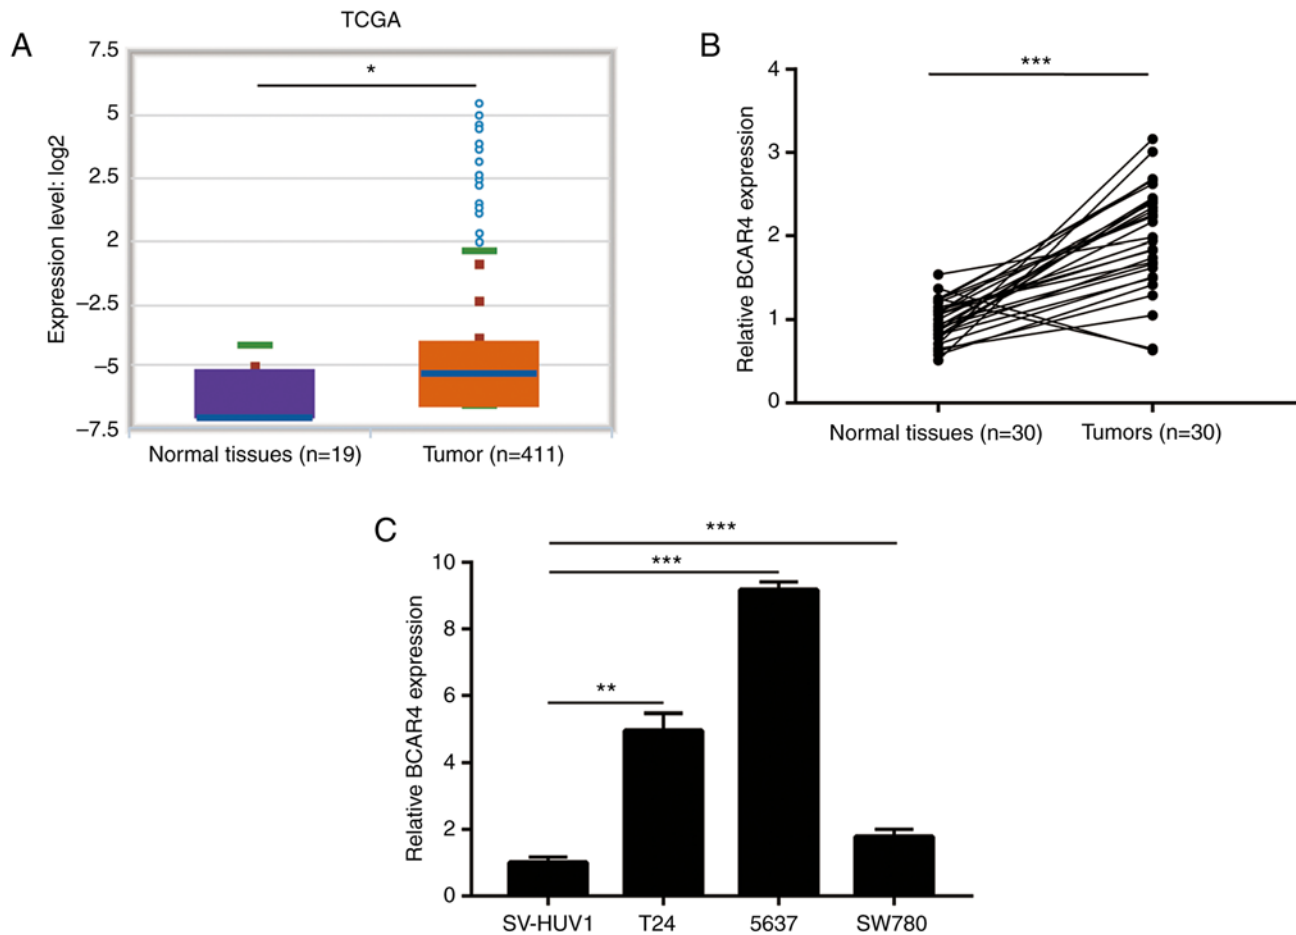 A
TCGA
*
7.5
5
2.5
2
−2.5
−5
−7.5
Expression level: log2
Normal tissues (n=19)
Tumor (n=411)
B
***
4
3
2
1
0
Relative BCAR4 expression
Normal tissues (n=30)
Tumors (n=30)
C
***
***
**
10
8
6
4
2
0
Relative BCAR4 expression
SV-HUV1
T24
5637
SW780